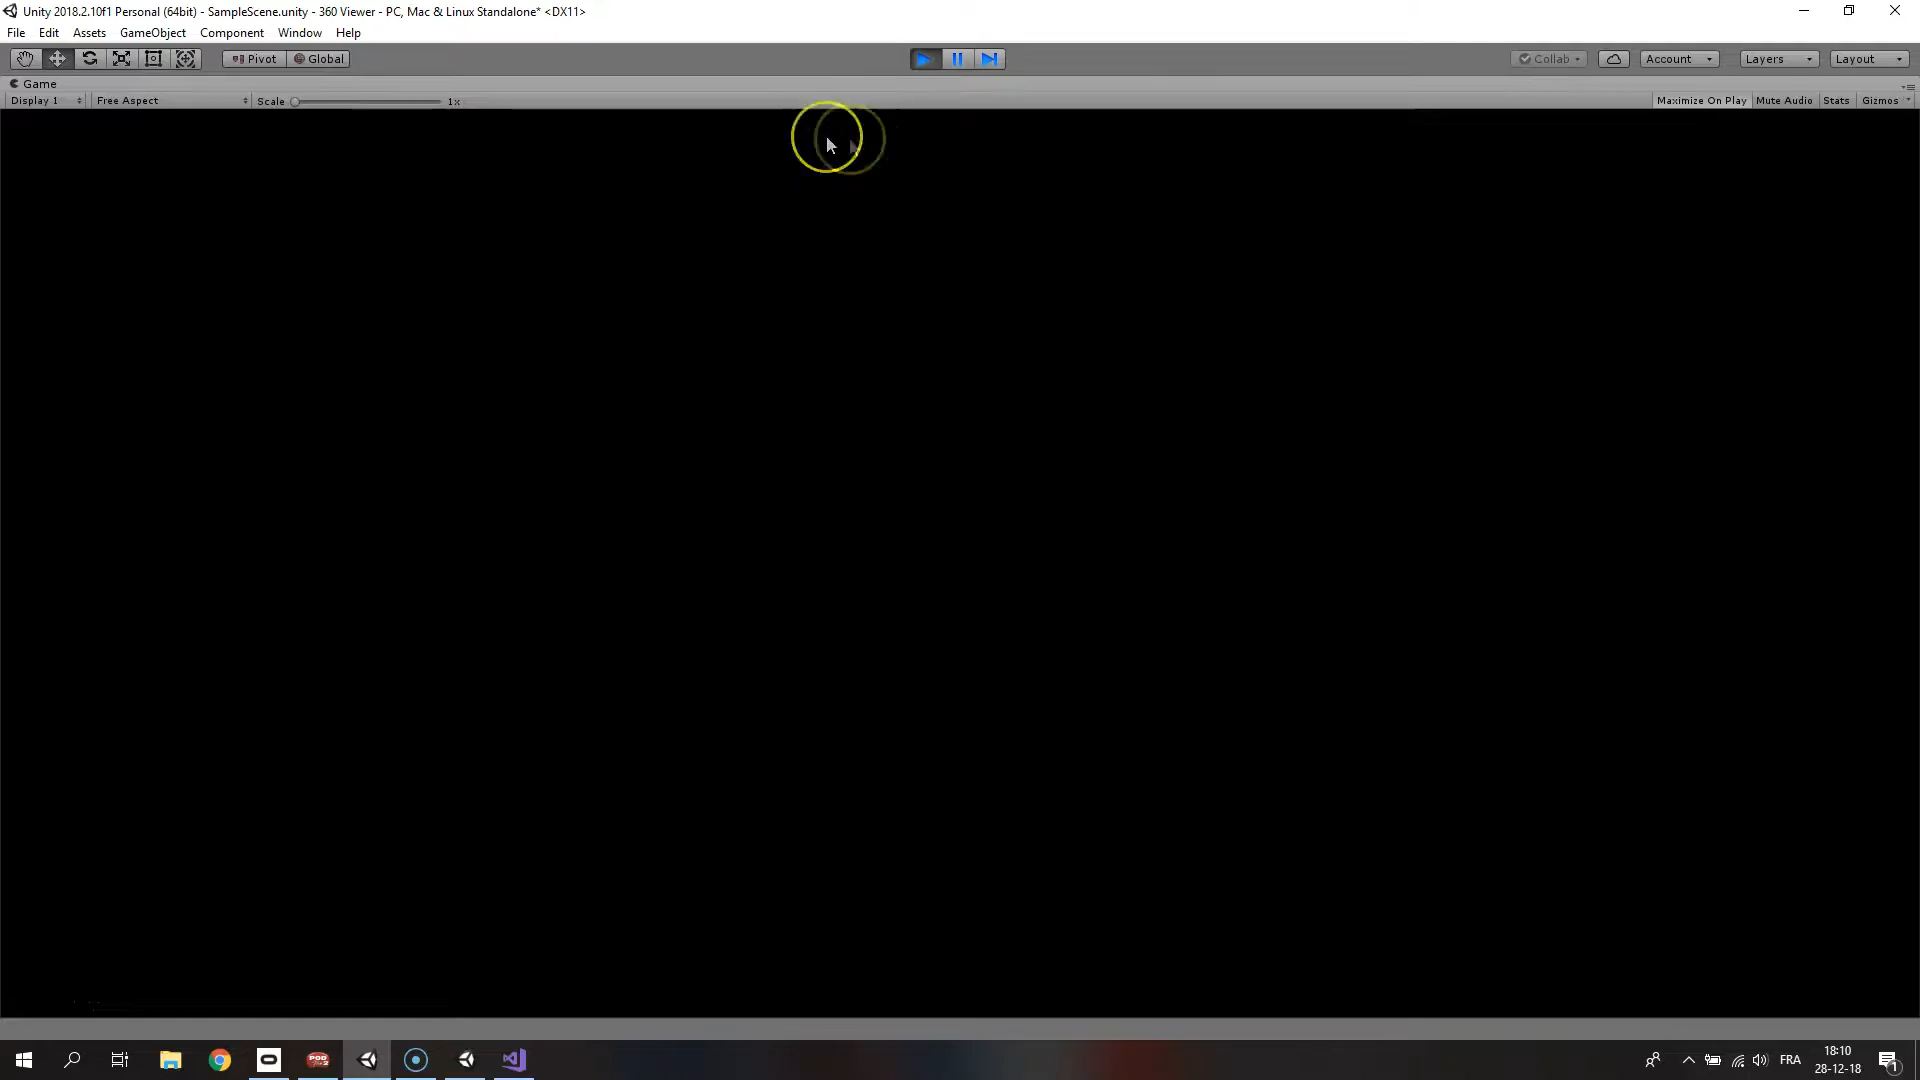 Unity 2018.2.10f1 Personal (64bit) - SampleScene.unity - 360 Viewer - PC, Mac & Linux Standalone* <DX11>
File Edit Assets GameObject Component Window Help
Pivot Global Collab Account Layers Layout
Game
Display 1 Free Aspect Scale 1x Maximize On Play Mute Audio Stats Gizmos
POD
FRA
18:10
28-12-18
1